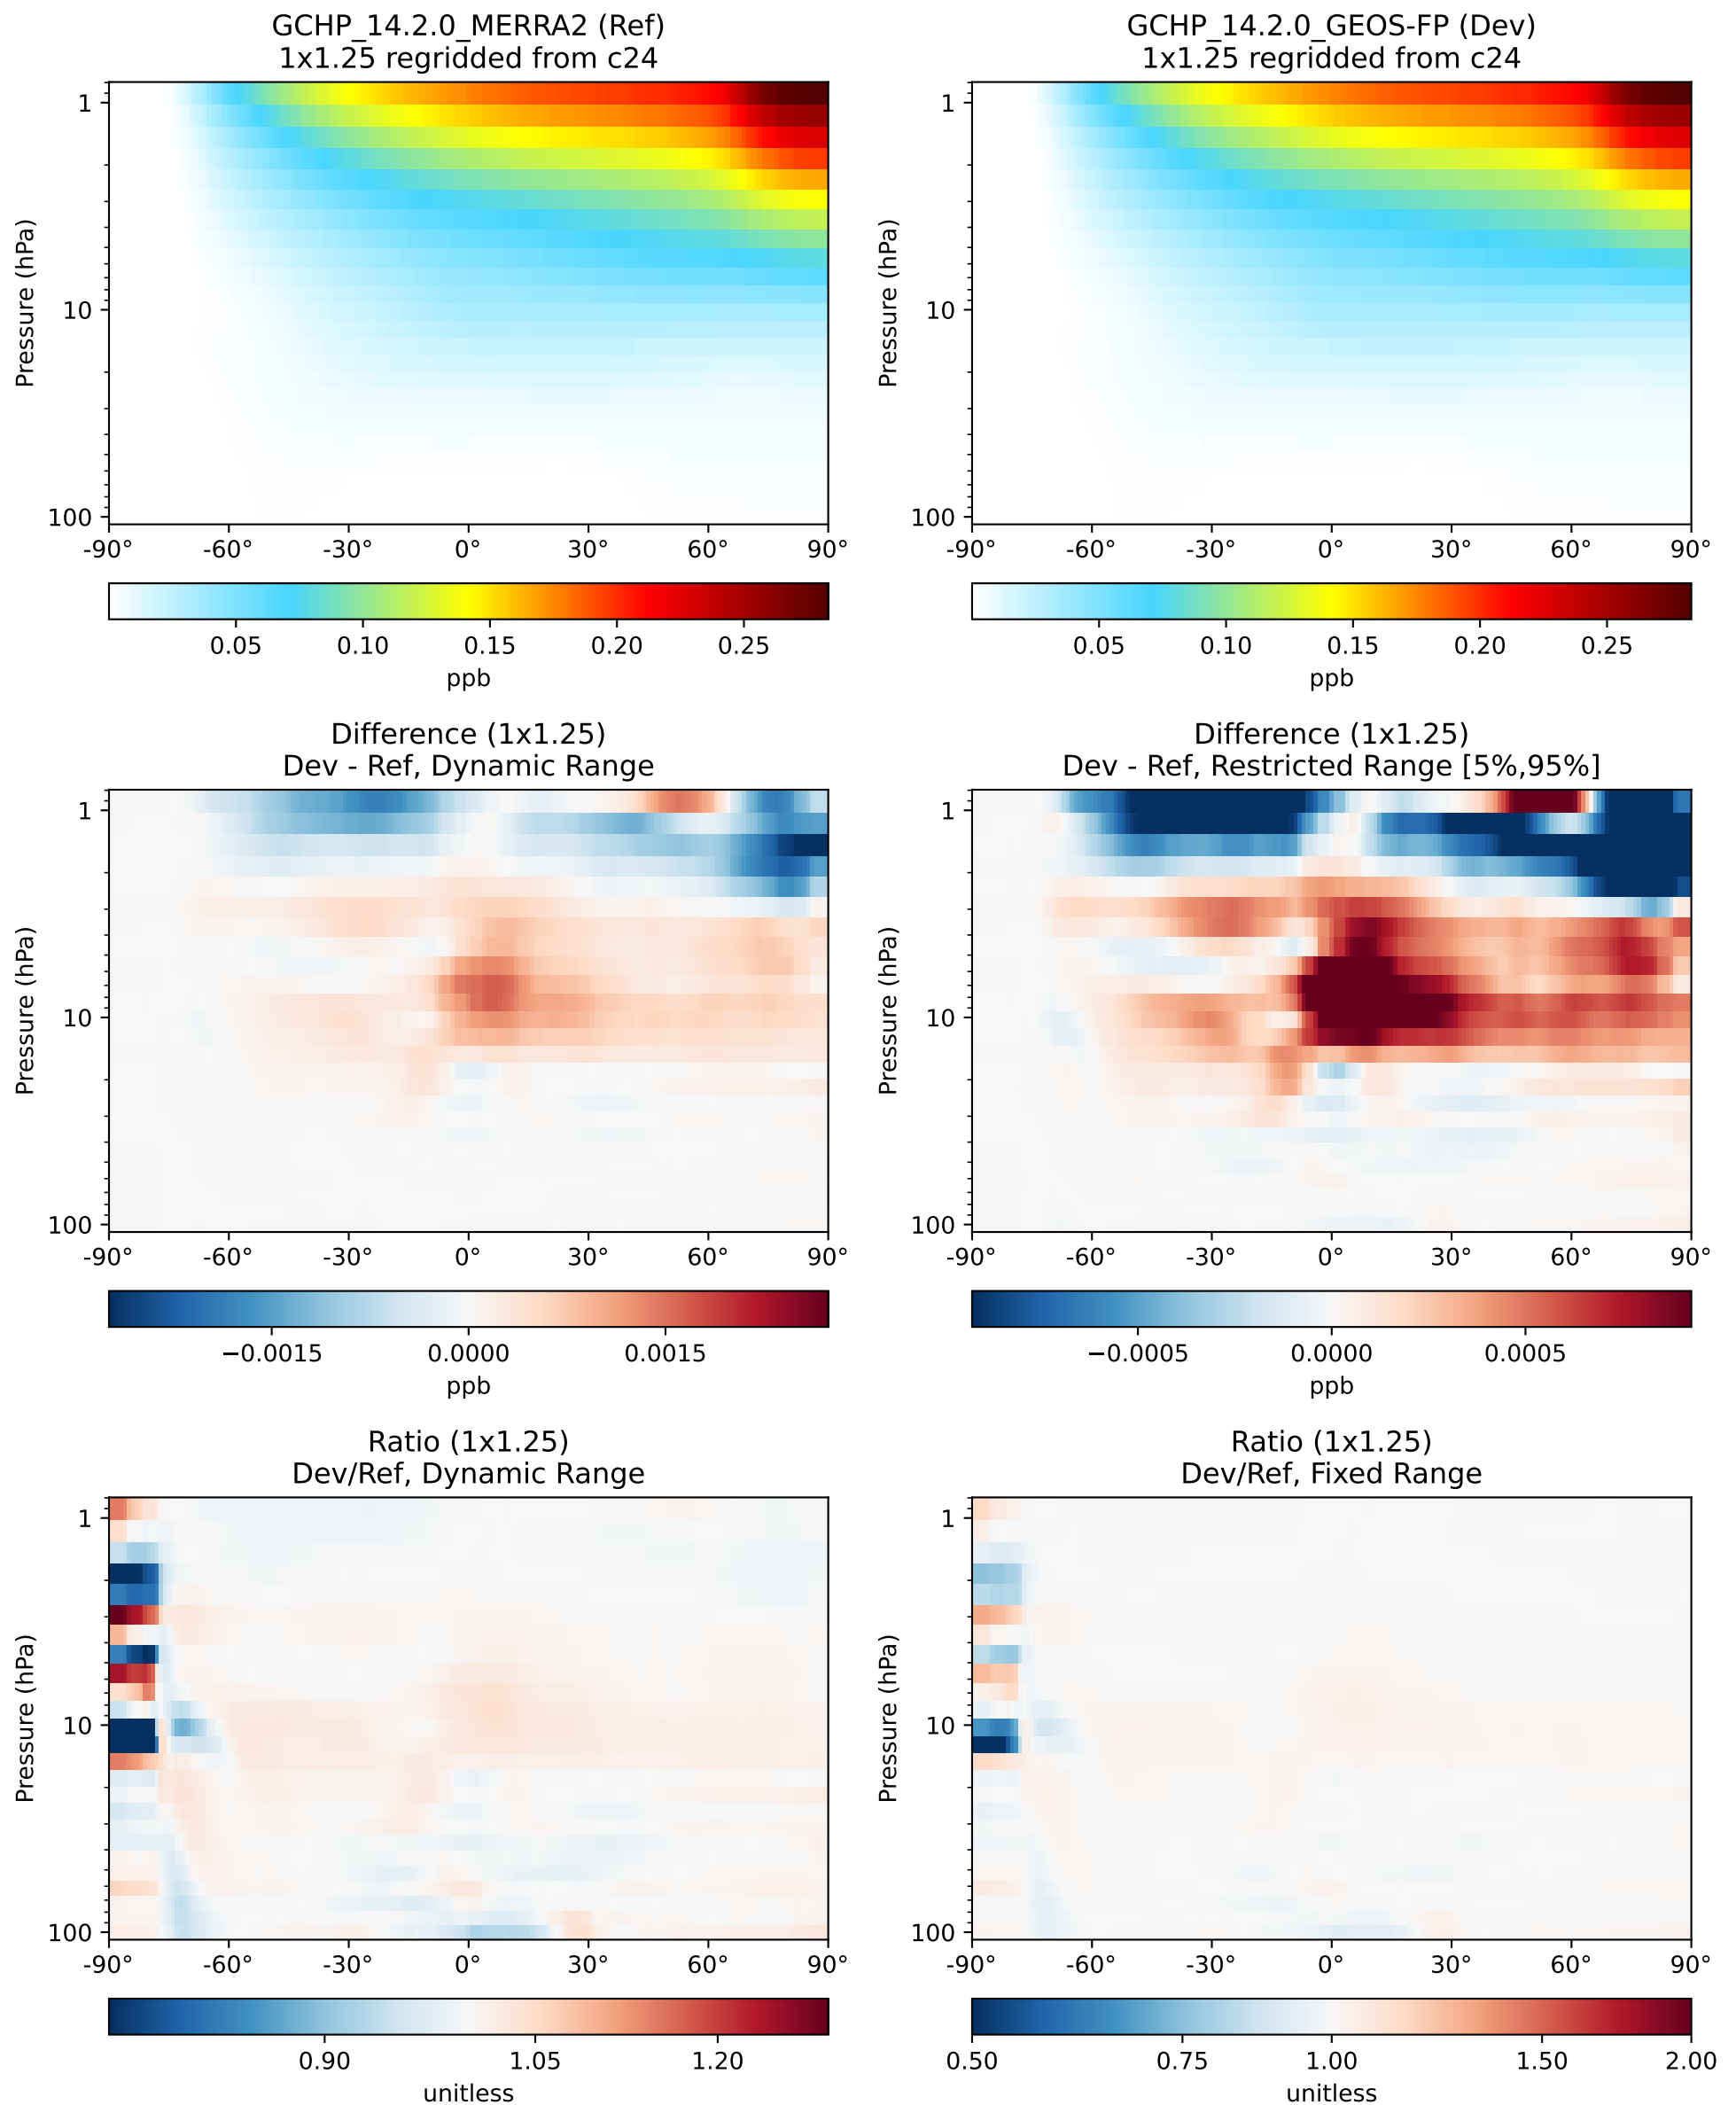 GCHP_14.2.0_MERRA2 (Ref)
1x1.25 regridded from c24
Pressure (hPa)
1
10
100
-90° -60° -30° 0° 30° 60° 90°
0.05 0.10 0.15 0.20 0.25
ppb
GCHP_14.2.0_GEOS-FP (Dev)
1x1.25 regridded from c24
Pressure (hPa)
1
10
100
-90° -60° -30° 0° 30° 60° 90°
0.05 0.10 0.15 0.20 0.25
ppb
Difference (1x1.25)
Dev - Ref, Dynamic Range
Pressure (hPa)
1
10
100
-90° -60° -30° 0° 30° 60° 90°
−0.0015 0.0000 0.0015
ppb
Difference (1x1.25)
Dev - Ref, Restricted Range [5%,95%]
Pressure (hPa)
1
10
100
-90° -60° -30° 0° 30° 60° 90°
−0.0005 0.0000 0.0005
ppb
Ratio (1x1.25)
Dev/Ref, Dynamic Range
Pressure (hPa)
1
10
100
-90° -60° -30° 0° 30° 60° 90°
0.90 1.05 1.20
unitless
Ratio (1x1.25)
Dev/Ref, Fixed Range
Pressure (hPa)
1
10
100
-90° -60° -30° 0° 30° 60° 90°
0.50 0.75 1.00 1.50 2.00
unitless